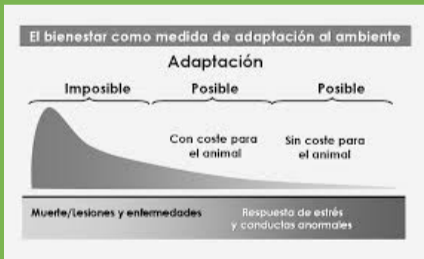 El bienestar como medida de adaptación al ambiente
Adaptación
Imposible Posible Posible
Con coste para
el animal
Sin coste para
el animal
Muerte/Lesiones y enfermedades
Respuesta de estrés
y conductas anormales